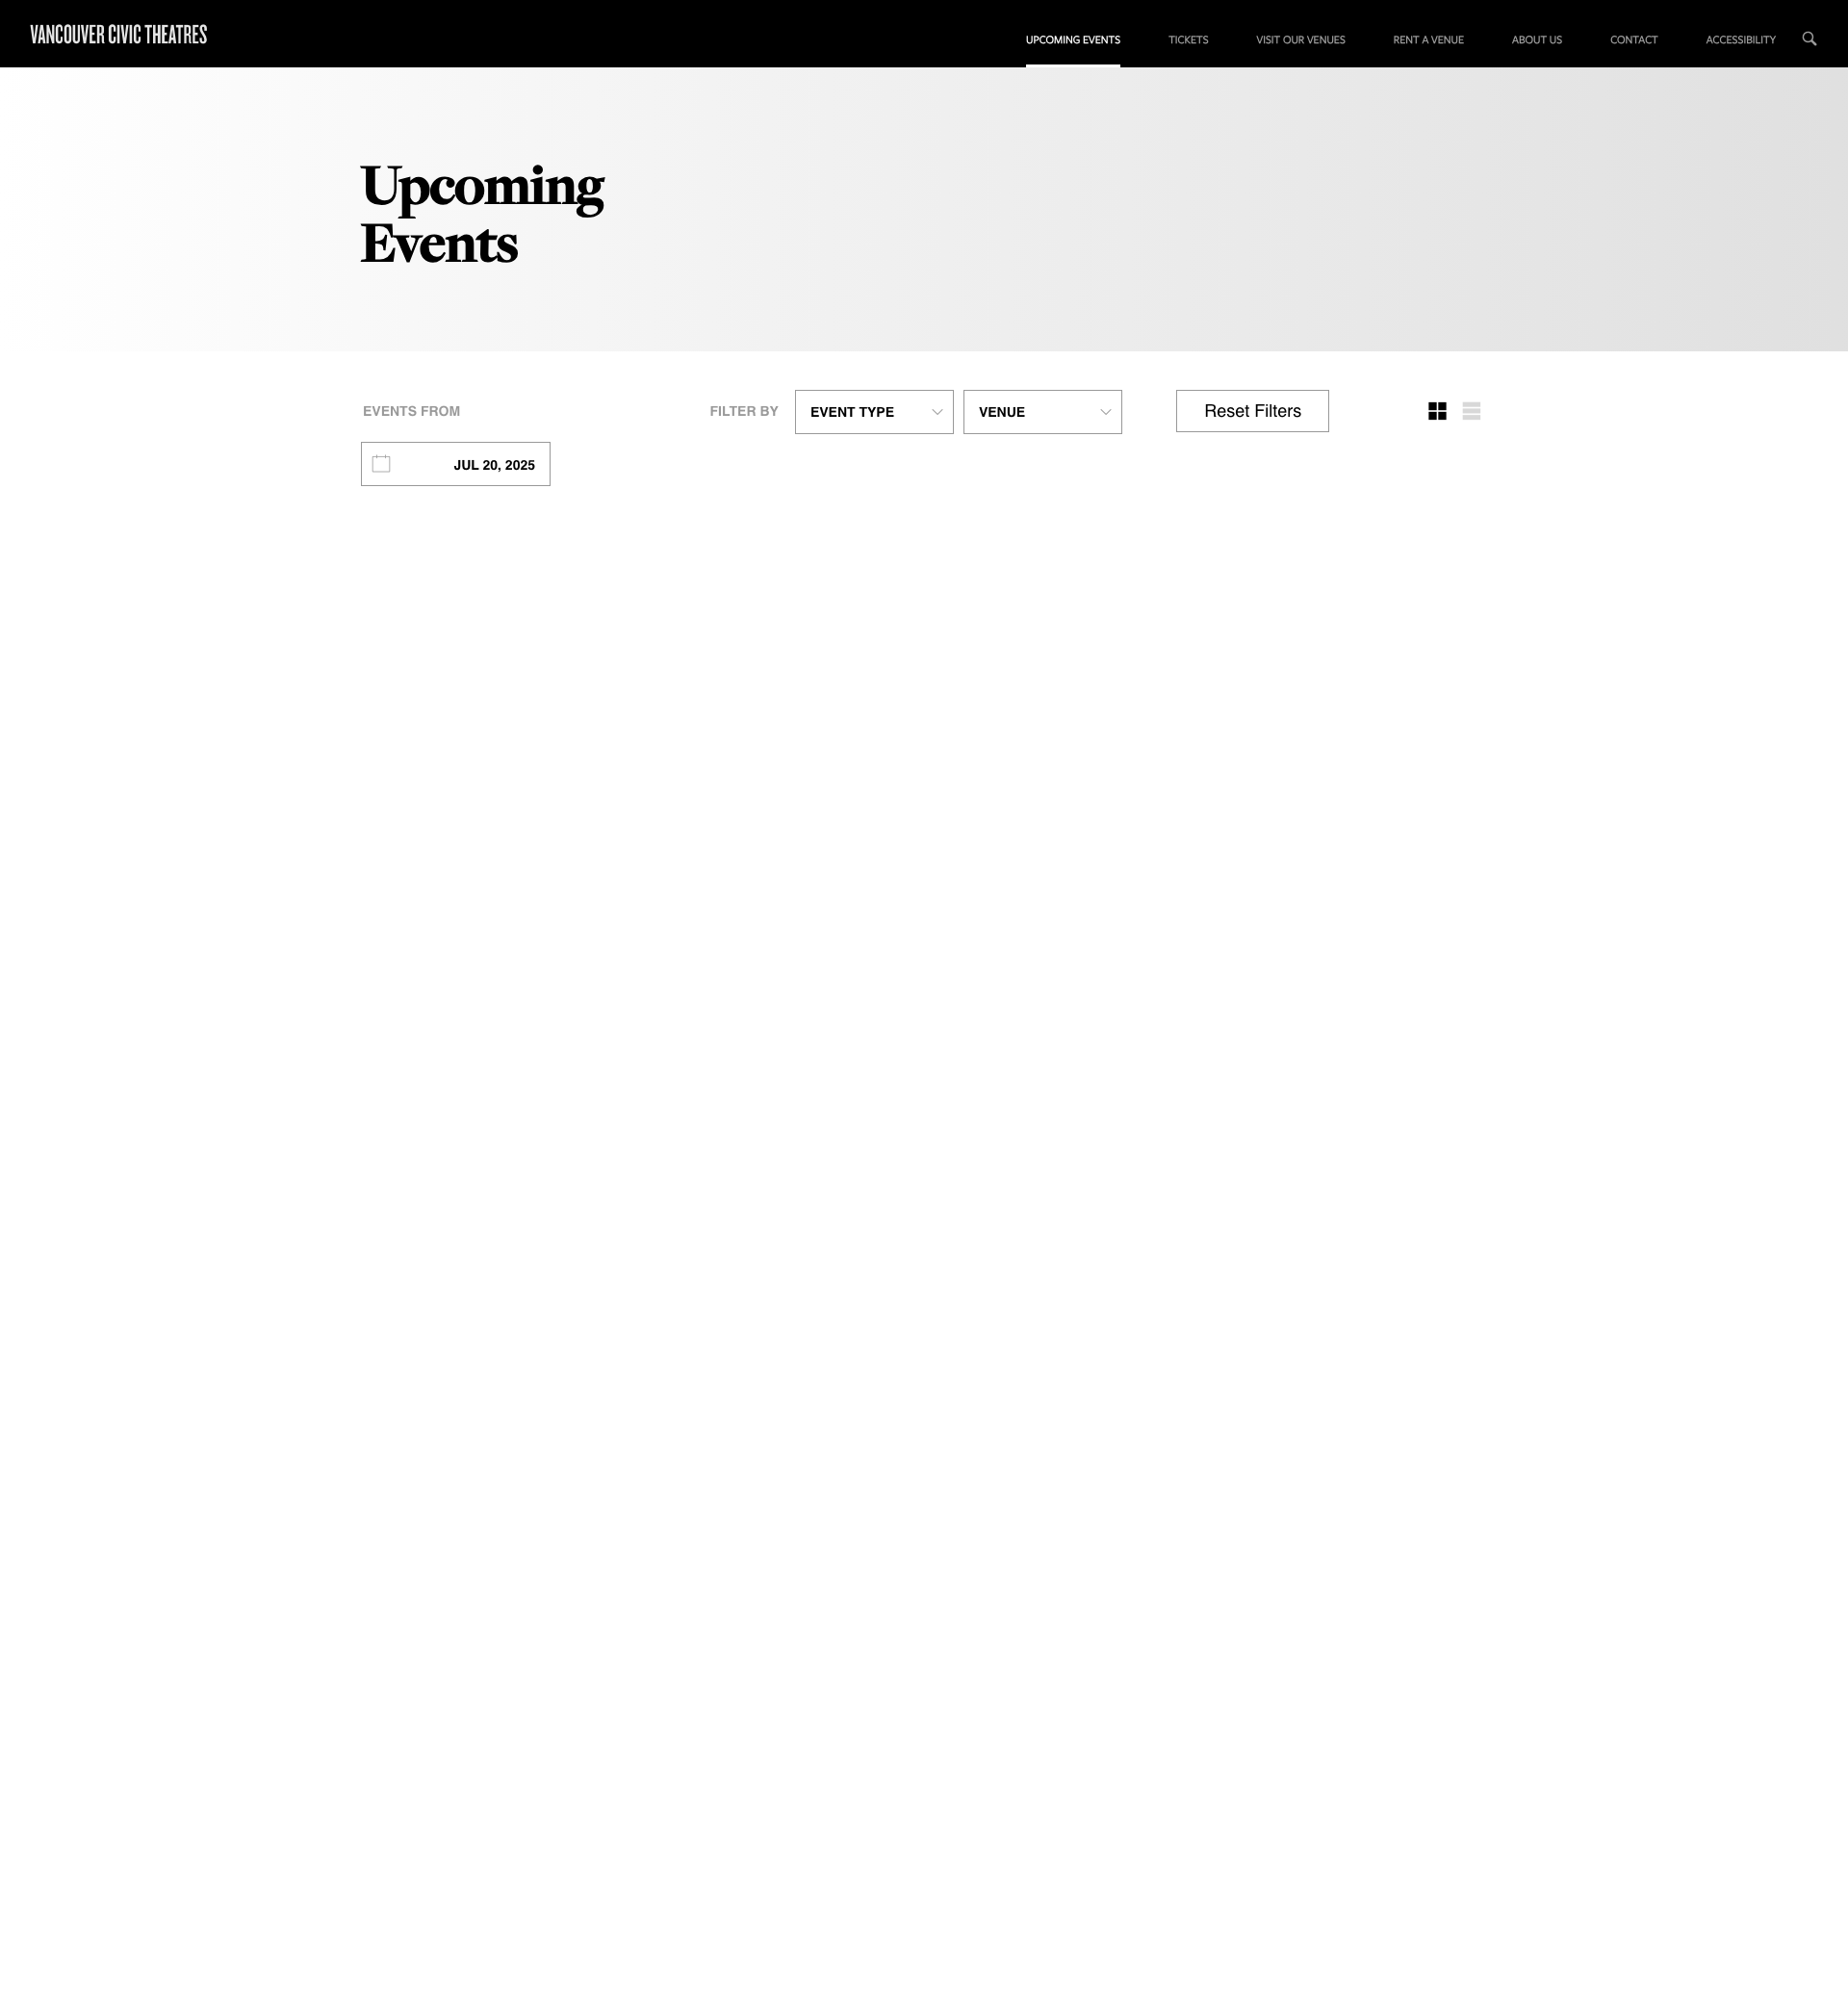 VANCOUVER CIVIC THEATRES
UPCOMING EVENTS
TICKETS
VISIT OUR VENUES
RENT A VENUE
ABOUT US
CONTACT
ACCESSIBILITY
Upcoming
Events
EVENTS FROM
JUL 20, 2025
FILTER BY
EVENT TYPE
VENUE
Reset Filters